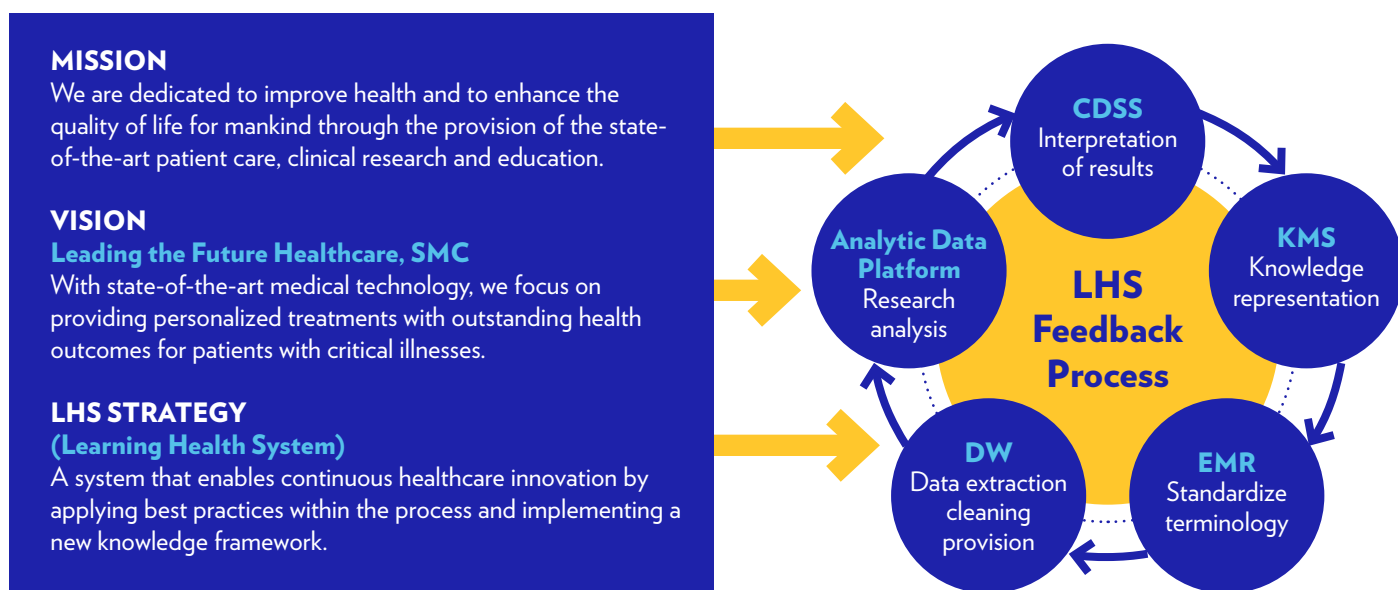 MISSION
We are dedicated to improve health and to enhance the
quality of life for mankind through the provision of the state-
of-the-art patient care, clinical research and education.
VISION
Leading the Future Healthcare, SMC
With state-of-the-art medical technology, we focus on
providing personalized treatments with outstanding health
outcomes for patients with critical illnesses.
LHS STRATEGY
(Learning Health System)
A system that enables continuous healthcare innovation by
applying best practices within the process and implementing a
new knowledge framework.
CDSS
Interpretation
of results
KMS
Knowledge
representation
EMR
Standardize
terminology
DW
Data extraction
cleaning
provision
Analytic Data
Platform
Research
analysis
LHS
Feedback
Process